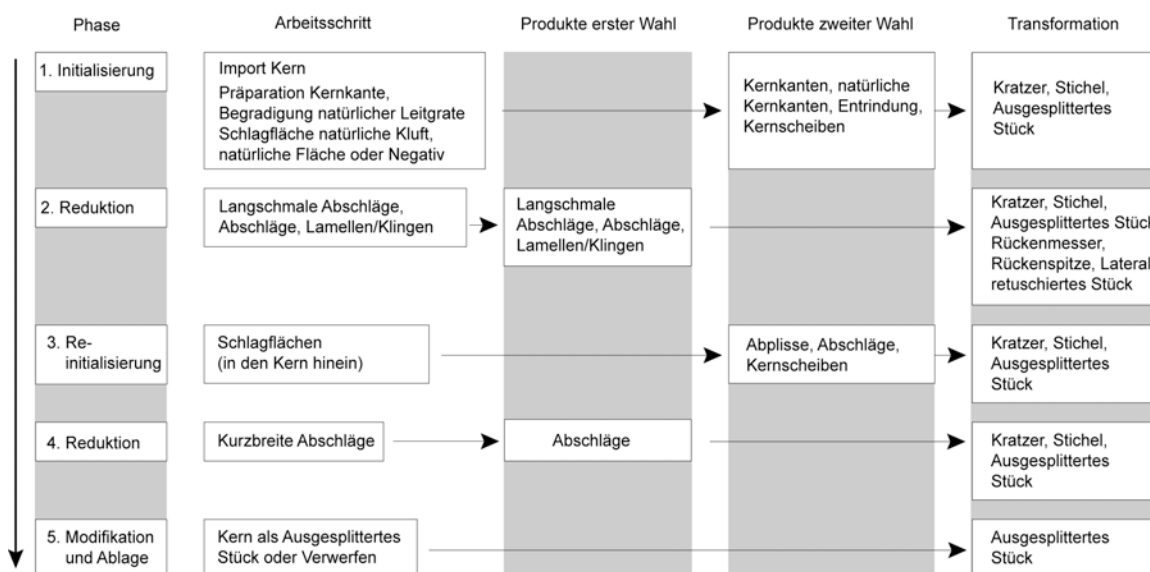 Phase
Arbeitsschritt
Produkte erster Wahl
Produkte zweiter Wahl
Transformation
1. Initialisierung
Import Kern
Präparation Kernkante,
Begradigung natürlicher Leitgrate
Schlagfläche natürliche Kluft,
natürliche Fläche oder Negativ
Kernkanten, natürliche
Kernkanten, Entrindung,
Kernscheiben
Kratzer, Stichel,
Ausgesplittertes
Stück
2. Reduktion
Langschmale Abschläge,
Abschläge, Lamellen/Klingen
Langschmale
Abschläge, Abschläge,
Lamellen/Klingen
Kratzer, Stichel,
Ausgesplittertes Stück
Rückenmesser,
Rückenspitze, Lateral
retuschiertes Stück
3. Re-
initialisierung
Schlagflächen
(in den Kern hinein)
Abplisse, Abschläge,
Kernscheiben
Kratzer, Stichel,
Ausgesplittertes
Stück
4. Reduktion
Kurzbreite Abschläge
Abschläge
Kratzer, Stichel,
Ausgesplittertes
Stück
5. Modifikation
und Ablage
Kern als Ausgesplittertes
Stück oder Verwerfen
Ausgesplittertes
Stück